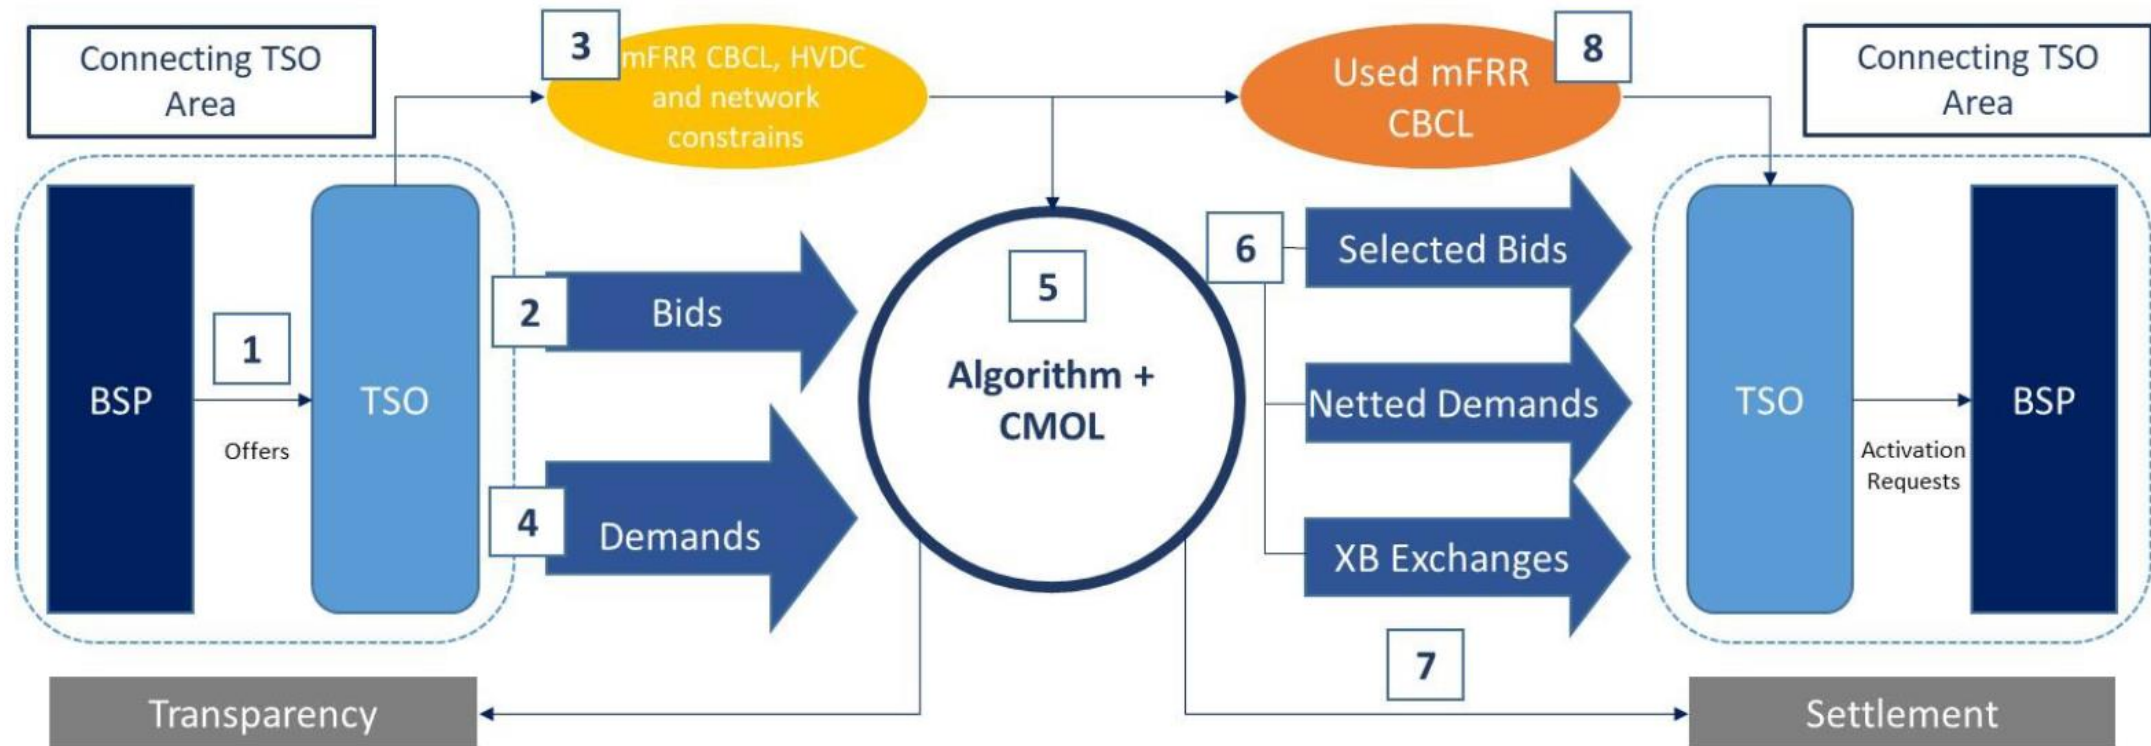 Connecting TSO
Area
3
mFRR CBCL, HVDC
and network
constrains
Used mFRR
CBCL
8
Connecting TSO
Area
BSP
1
Offers
TSO
2
Bids
4
Demands
5
Algorithm +
CMOL
6
Selected Bids
Netted Demands
XB Exchanges
TSO
Activation
Requests
BSP
7
Transparency
Settlement